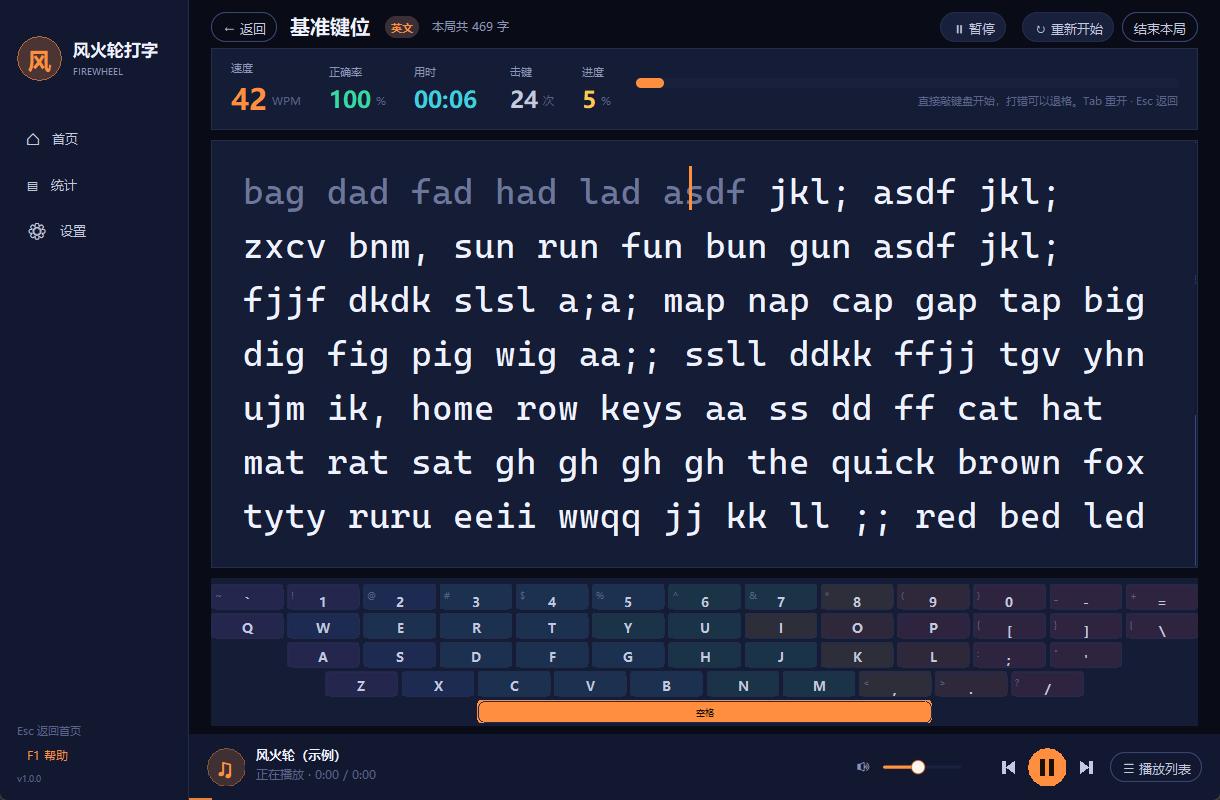 风
风火轮打字
FIREWHEEL
首页
统计
设置
Esc 返回首页
F1 帮助
v1.0.0
← 返回
基准键位
英文
本局共 469 字
暂停
↻ 重新开始
结束本局
速度
42 WPM
正确率
100 %
用时
00:06
击键
24 次
进度
5 %
直接敲键盘开始，打错可以退格。Tab 重开 · Esc 返回
bag dad fad had lad asdf jkl; asdf jkl;
zxcv bnm, sun run fun bun gun asdf jkl;
fjjf dkdk slsl a;a; map nap cap gap tap big
dig fig pig wig aa;; ssll ddkk ffjj tgv yhn
ujm ik, home row keys aa ss dd ff cat hat
mat rat sat gh gh gh gh the quick brown fox
tyty ruru eeii wwqq jj kk ll ;; red bed led
~ ` ! 1 @ 2 # 3 $ 4 % 5 ^ 6 & 7 * 8 ( 9 ) 0 _ - + =
Q W E R T Y U I O P { [ } ] | \
A S D F G H J K L : ; " '
Z X C V B N M < , > . ? /
空格
♫
风火轮（示例）
正在播放 · 0:00 / 0:00
☰ 播放列表